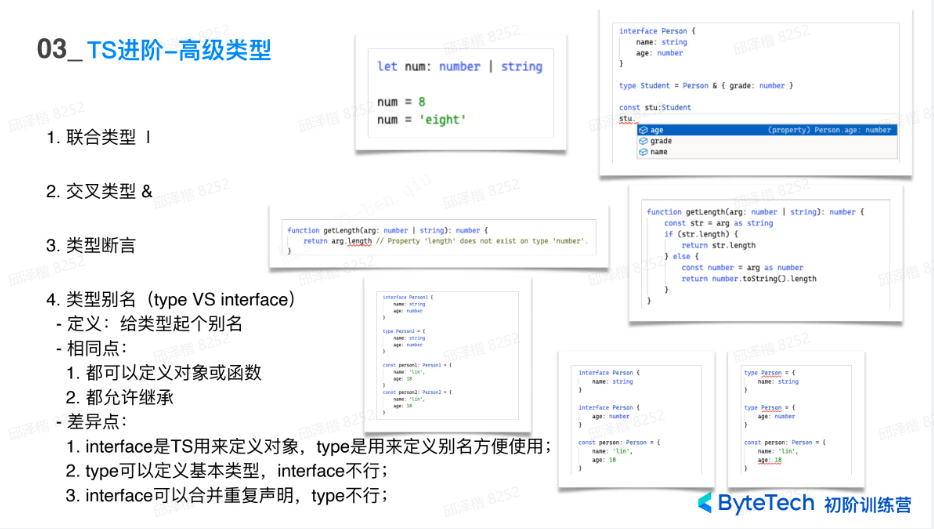 03_TS进阶-高级类型
1. 联合类型 |
2. 交叉类型 &
3. 类型断言
4. 类型别名（type VS interface）
- 定义：给类型起个别名
- 相同点：
1. 都可以定义对象或函数
2. 都允许继承
- 差异点：
1. interface是TS用来定义对象，type是用来定义别名方便使用；
2. type可以定义基本类型，interface不行；
3. interface可以合并重复声明，type不行；
let num: number | string
num = 8
num = 'eight'
interface Person {
name: string
age: number
}
type Student = Person & { grade: number }
const stu:Student
stu.
age (property) Person.age: number
grade
name
function getLength(arg: number | string): number {
return arg.length // Property 'length' does not exist on type 'number'.
}
function getLength(arg: number | string): number {
const str = arg as string
if (str.length) {
return str.length
} else {
const number = arg as number
return number.toString().length
}
}
interface Person1 {
name: string
age: number
}
type Person2 = {
name: string
age: number
}
const person1: Person1 = {
name: 'lin',
age: 18
}
const person2: Person2 = {
name: 'lin',
age: 18
}
interface Person {
name: string
}
interface Person {
age: number
}
const person: Person = {
name: 'lin',
age: 18
}
type Person = {
name: string
}
type Person = {
age: number
}
const person: Person = {
name: 'lin',
age: 18
}
ByteTech 初阶训练营
邱泽楷 8252